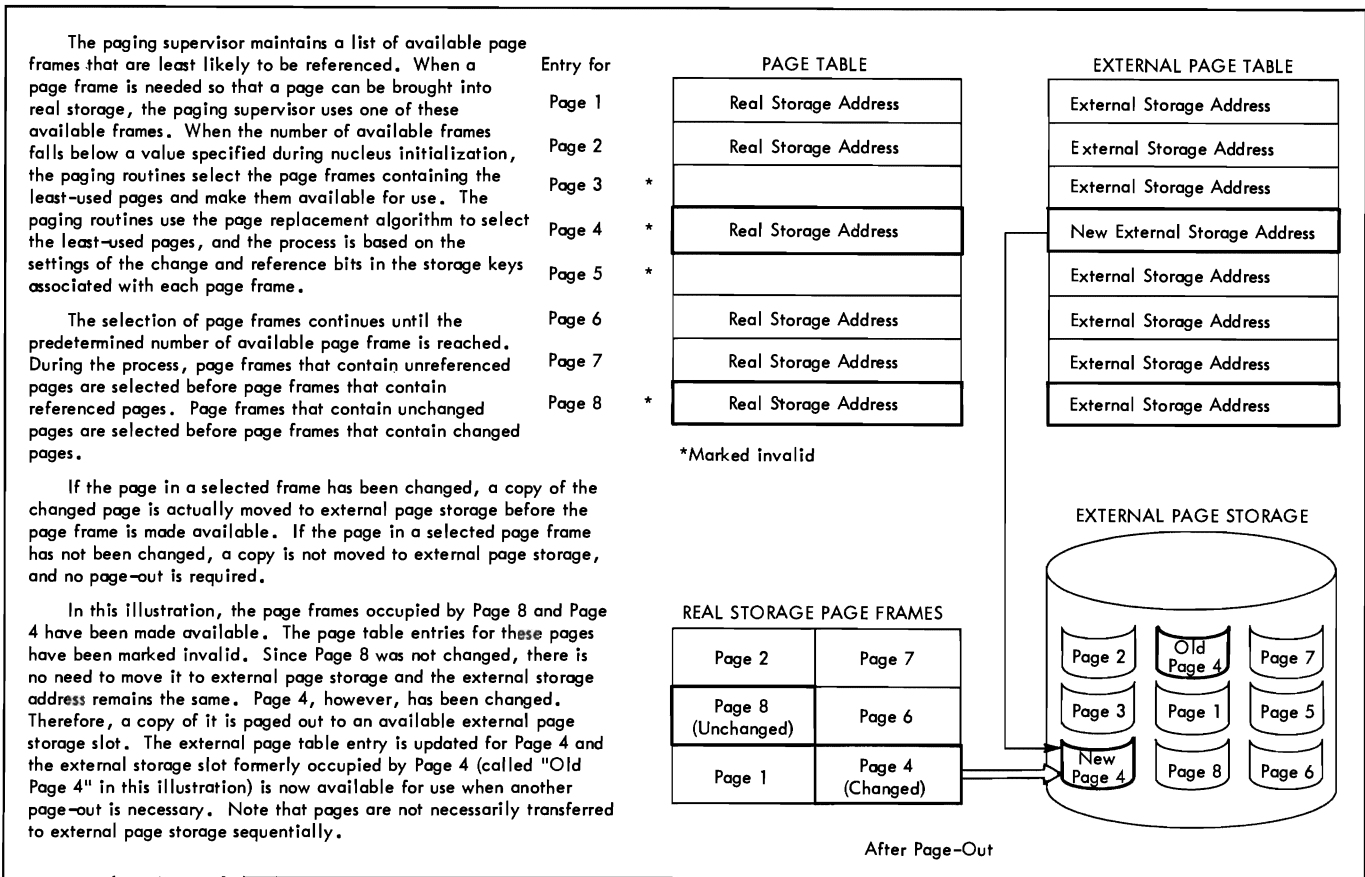 The paging supervisor maintains a list of available page
frames that are least likely to be referenced. When a
page frame is needed so that a page can be brought into
real storage, the paging supervisor uses one of these
available frames. When the number of available frames
falls below a value specified during nucleus initialization,
the paging routines select the page frames containing the
least-used pages and make them available for use. The
paging routines use the page replacement algorithm to select
the least-used pages, and the process is based on the
settings of the change and reference bits in the storage keys
associated with each page frame.
The selection of page frames continues until the
predetermined number of available page frame is reached.
During the process, page frames that contain unreferenced
pages are selected before page frames that contain
referenced pages. Page frames that contain unchanged
pages are selected before page frames that contain changed
pages.
If the page in a selected frame has been changed, a copy of the
changed page is actually moved to external page storage before the
page frame is made available. If the page in a selected page frame
has not been changed, a copy is not moved to external page storage,
and no page-out is required.
In this illustration, the page frames occupied by Page 8 and Page
4 have been made available. The page table entries for these pages
have been marked invalid. Since Page 8 was not changed, there is
no need to move it to external page storage and the external storage
address remains the same. Page 4, however, has been changed.
Therefore, a copy of it is paged out to an available external page
storage slot. The external page table entry is updated for Page 4 and
the external storage slot formerly occupied by Page 4 (called "Old
Page 4" in this illustration) is now available for use when another
page-out is necessary. Note that pages are not necessarily transferred
to external page storage sequentially.
Entry for
PAGE TABLE
EXTERNAL PAGE TABLE
Page 1 Real Storage Address External Storage Address
Page 2 Real Storage Address External Storage Address
Page 3 * External Storage Address
Page 4 * Real Storage Address New External Storage Address
Page 5 * External Storage Address
Page 6 Real Storage Address External Storage Address
Page 7 Real Storage Address External Storage Address
Page 8 * Real Storage Address External Storage Address
*Marked invalid
REAL STORAGE PAGE FRAMES
Page 2 Page 7
Page 8
(Unchanged)
Page 6
Page 1
Page 4
(Changed)
EXTERNAL PAGE STORAGE
Page 2
Old
Page 4
Page 7
Page 3
Page 1
Page 5
New
Page 4
Page 8
Page 6
After Page-Out